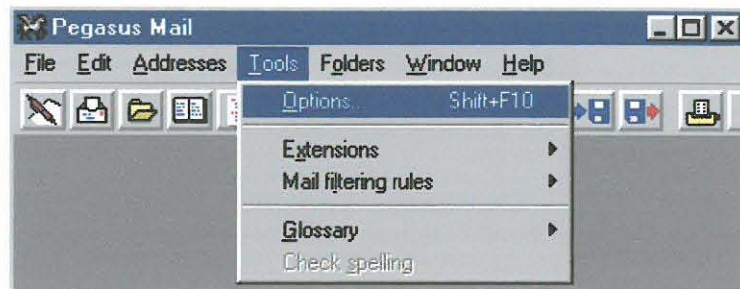 Pegasus Mail
File Edit Addresses Tools Folders Window Help
Options... Shift+F10
Extensions
Mail filtering rules
Glossary
Check spelling